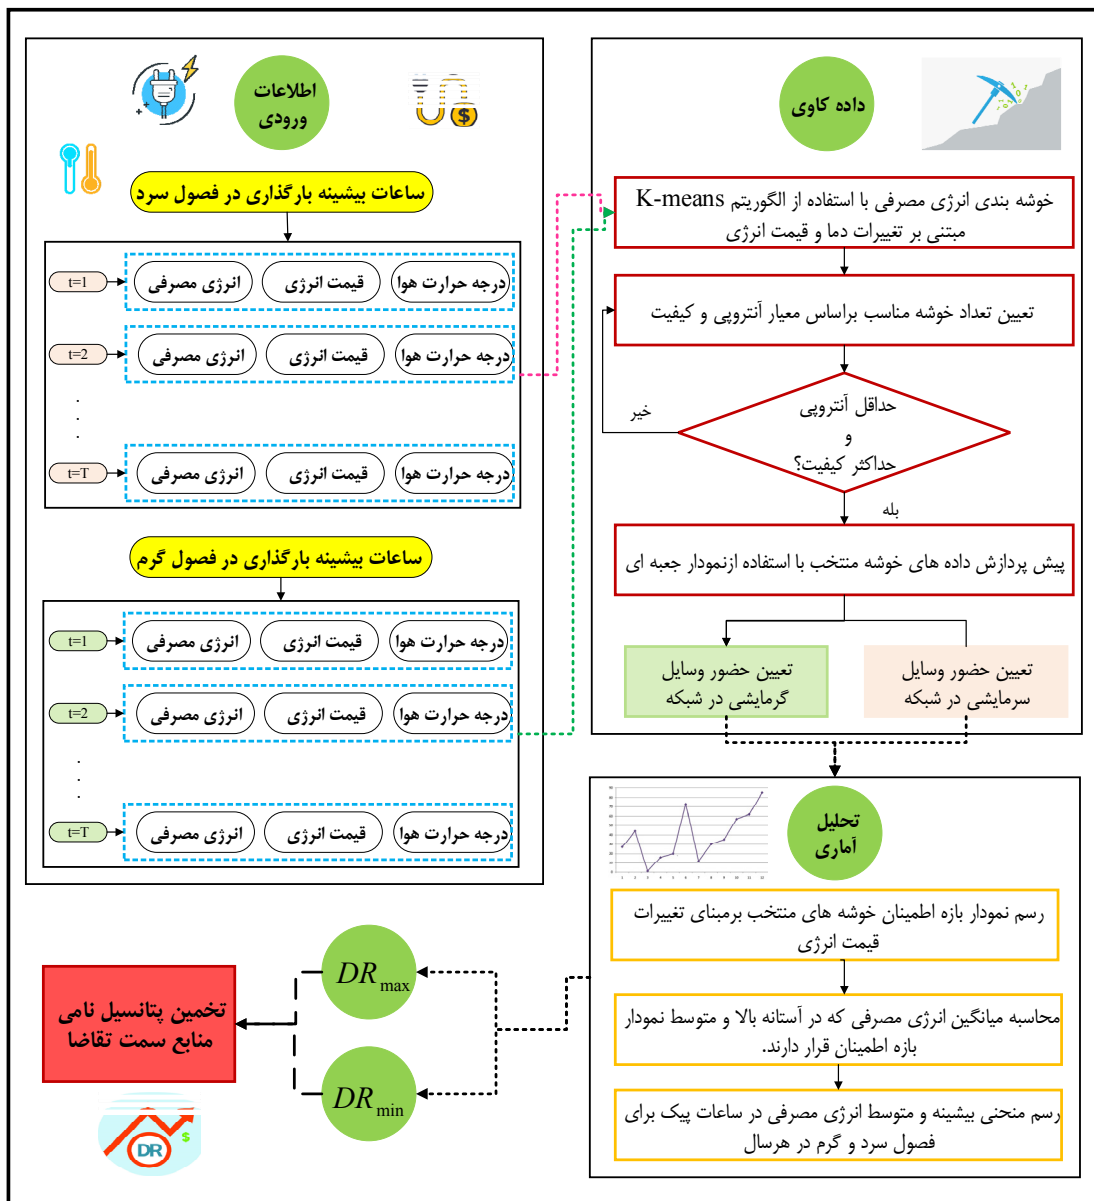 اطلاعات
ورودی
ساعات بیشینه بارگذاری در فصول سرد
t=1
درجه حرارت هوا
قیمت انرژی
انرژی مصرفی
t=2
درجه حرارت هوا
قیمت انرژی
انرژی مصرفی
.
.
.
t=T
درجه حرارت هوا
قیمت انرژی
انرژی مصرفی
ساعات بیشینه بارگذاری در فصول گرم
t=1
درجه حرارت هوا
قیمت انرژی
انرژی مصرفی
t=2
درجه حرارت هوا
قیمت انرژی
انرژی مصرفی
.
.
.
t=T
درجه حرارت هوا
قیمت انرژی
انرژی مصرفی
داده کاوی
خوشه بندی انرژی مصرفی با استفاده از الگوریتم K-means
مبتنی بر تغییرات دما و قیمت انرژی
تعیین تعداد خوشه مناسب براساس معیار آنتروپی و کیفیت
حداقل آنتروپی
و
حداکثر کیفیت؟
خیر
بله
پیش پردازش داده های خوشه منتخب با استفاده ازنمودار جعبه ای
تعیین حضور وسایل
سرمایشی در شبکه
تعیین حضور وسایل
گرمایشی در شبکه
تحلیل
آماری
رسم نمودار بازه اطمینان خوشه های منتخب برمبنای تغییرات
قیمت انرژی
محاسبه میانگین انرژی مصرفی که در آستانه بالا و متوسط نمودار
بازه اطمینان قرار دارند.
رسم منحنی بیشینه و متوسط انرژی مصرفی در ساعات پیک برای
فصول سرد و گرم در هرسال
DR max
DR min
تخمین پتانسیل نامی
منابع سمت تقاضا
DR
$